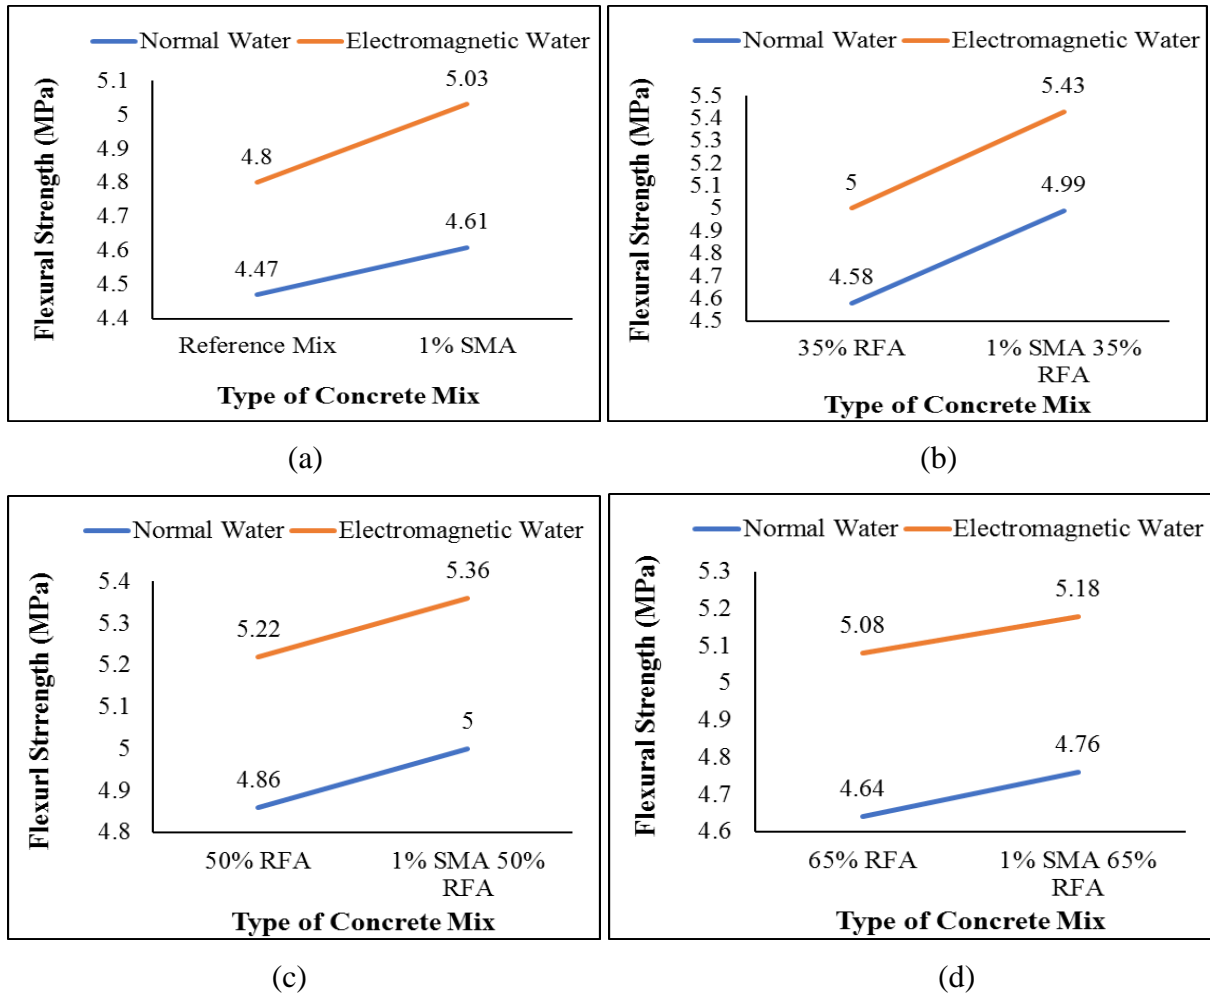 Normal Water Electromagnetic Water
Flexural Strength (MPa)
5.1
5
4.9
4.8
4.7
4.6
4.5
4.4
4.8
5.03
4.47
4.61
Reference Mix 1% SMA
Type of Concrete Mix
(a)
Normal Water Electromagnetic Water
Flexural Strength (MPa)
5.5
5.4
5.3
5.2
5.1
5
4.9
4.8
4.7
4.6
4.5
5
5.43
4.58
4.99
35% RFA 1% SMA 35%
RFA
Type of Concrete Mix
(b)
Normal Water Electromagnetic Water
Flexurl Strrength (MPa)
5.4
5.3
5.2
5.1
5
4.9
4.8
5.22
5.36
4.86
5
50% RFA 1% SMA 50%
RFA
Type of Concrete Mix
(c)
Normal Water Electromagnetic Water
Flexural Strength (MPa)
5.3
5.2
5.1
5
4.9
4.8
4.7
4.6
5.08
5.18
4.64
4.76
65% RFA 1% SMA 65%
RFA
Type of Concrete Mix
(d)